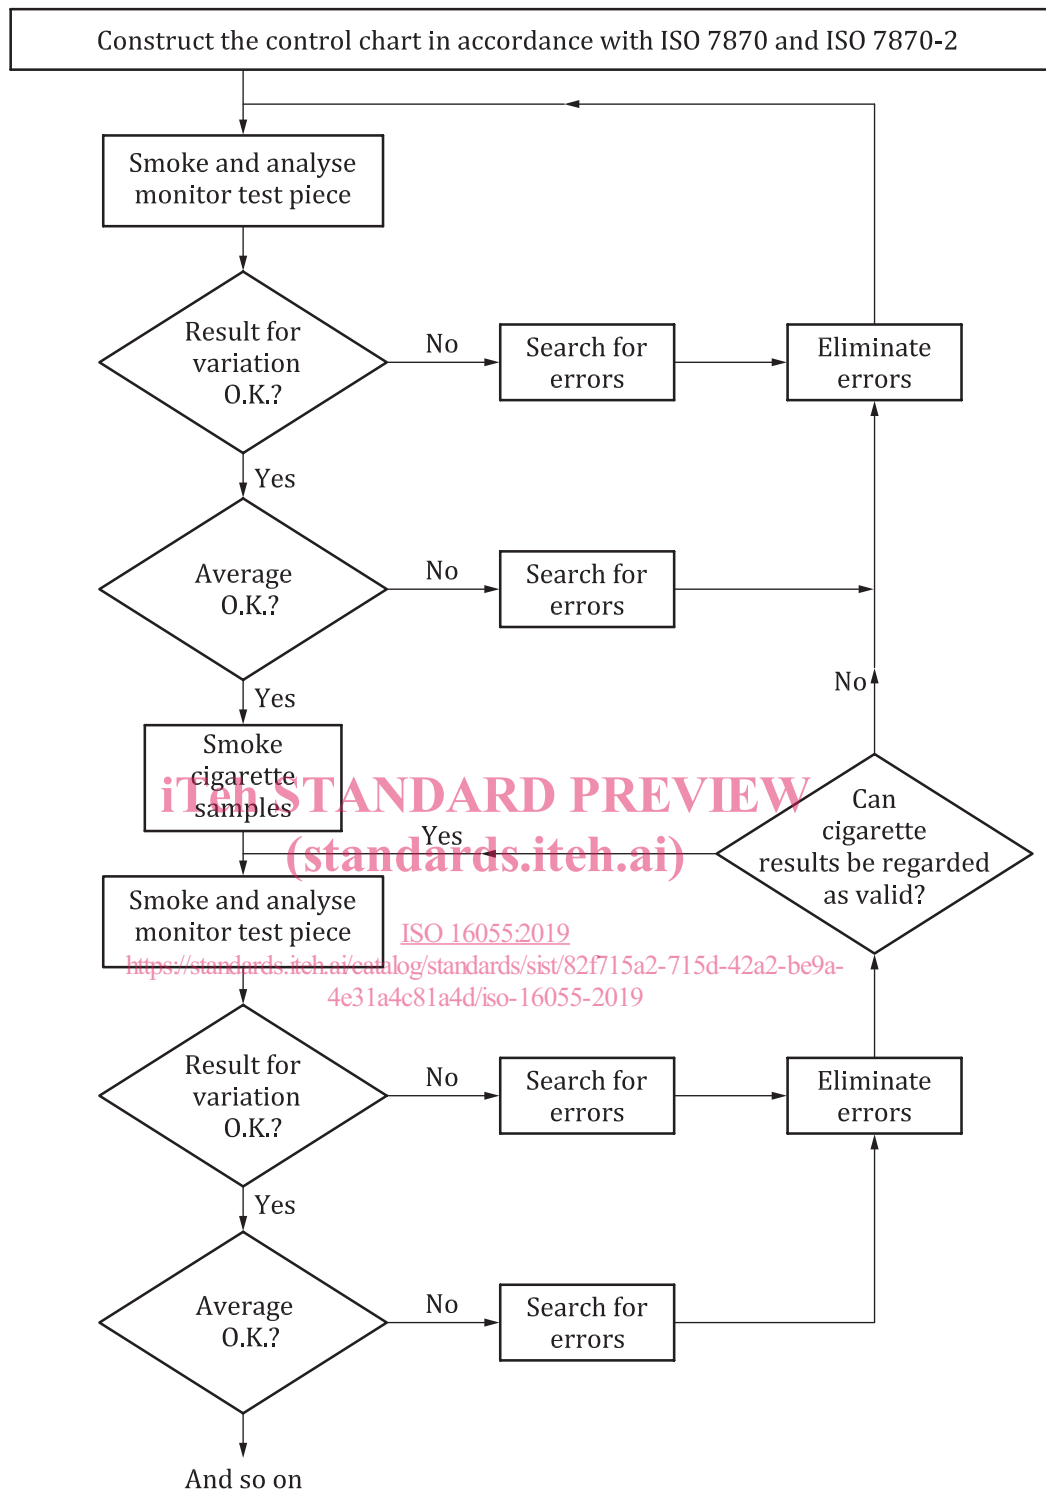 Construct the control chart in accordance with ISO 7870 and ISO 7870-2
Smoke and analyse
monitor test piece
Result for
variation
O.K.?
No
Search for
errors
Eliminate
errors
Yes
Average
O.K.?
No
Search for
errors
Yes
No
Smoke
cigarette
samples
iTeh STANDARD PREVIEW
(standards.iteh.ai)
Yes
Can
cigarette
results be regarded
as valid?
Smoke and analyse
monitor test piece
ISO 16055:2019
https://standards.iteh.ai/catalog/standards/sist/82f715a2-715d-42a2-be9a-
4e31a4c81a4d/iso-16055-2019
Result for
variation
O.K.?
No
Search for
errors
Eliminate
errors
Yes
Average
O.K.?
No
Search for
errors
And so on